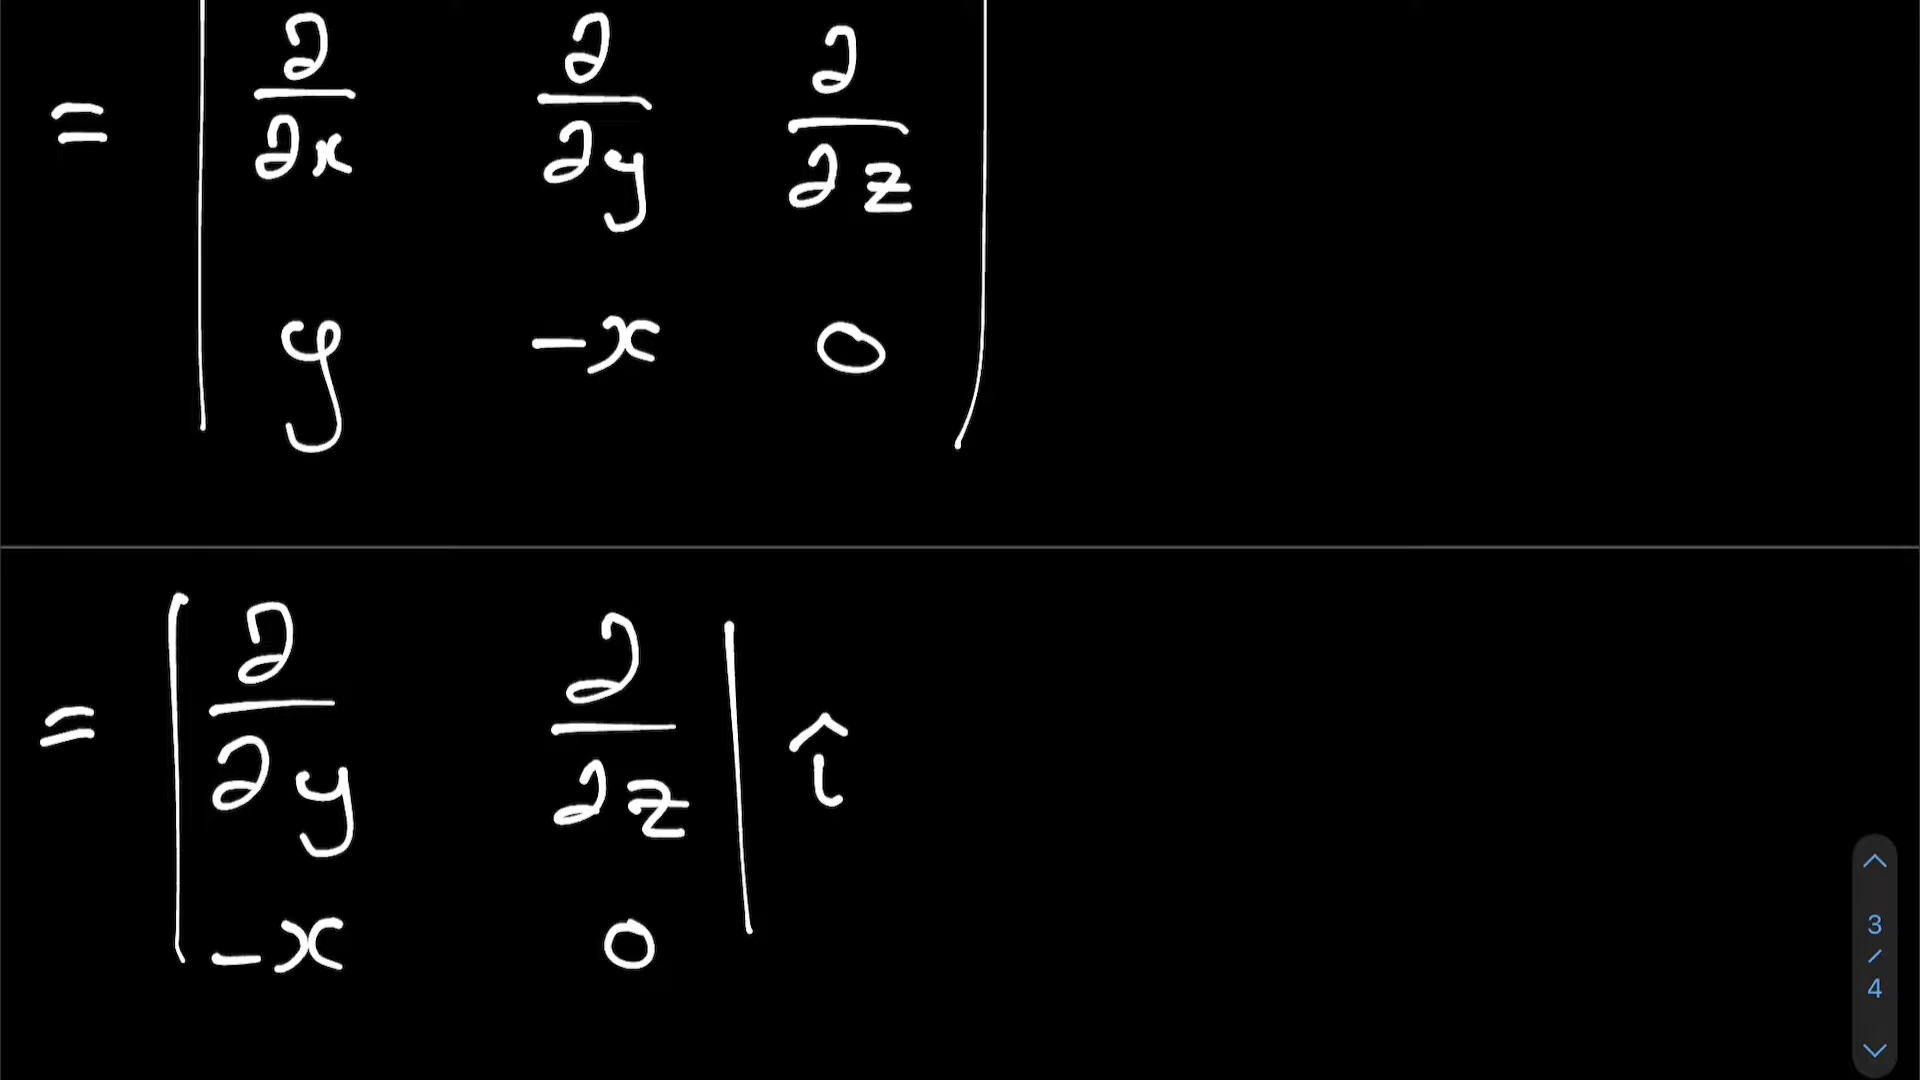 = | ∂/∂x ∂/∂y ∂/∂z |
y -x 0
= | ∂/∂y ∂/∂z | î
-x 0
3
/
4